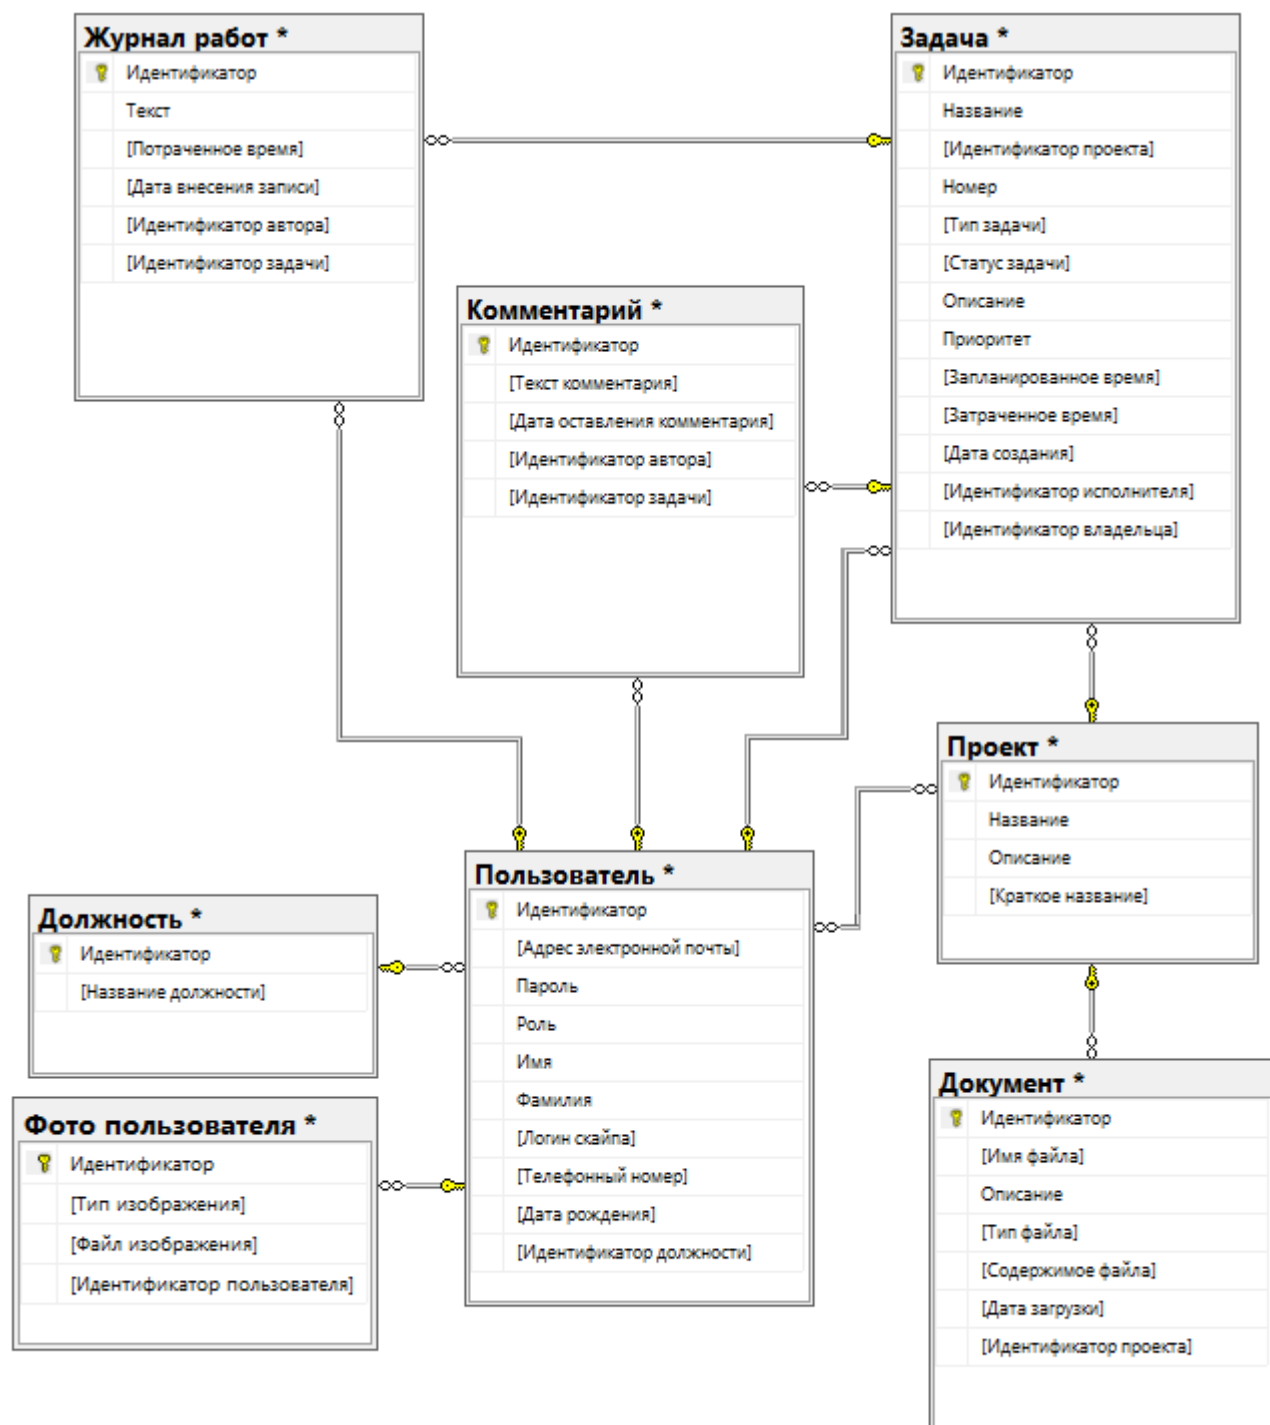 Журнал работ *
Идентификатор
Текст
[Потраченное время]
[Дата внесения записи]
[Идентификатор автора]
[Идентификатор задачи]
Задача *
Идентификатор
Название
[Идентификатор проекта]
Номер
[Тип задачи]
[Статус задачи]
Описание
Приоритет
[Запланированное время]
[Затраченное время]
[Дата создания]
[Идентификатор исполнителя]
[Идентификатор владельца]
Комментарий *
Идентификатор
[Текст комментария]
[Дата оставления комментария]
[Идентификатор автора]
[Идентификатор задачи]
Проект *
Идентификатор
Название
Описание
[Краткое название]
Пользователь *
Идентификатор
[Адрес электронной почты]
Пароль
Роль
Имя
Фамилия
[Логин скайпа]
[Телефонный номер]
[Дата рождения]
[Идентификатор должности]
Должность *
Идентификатор
[Название должности]
Фото пользователя *
Идентификатор
[Тип изображения]
[Файл изображения]
[Идентификатор пользователя]
Документ *
Идентификатор
[Имя файла]
Описание
[Тип файла]
[Содержимое файла]
[Дата загрузки]
[Идентификатор проекта]